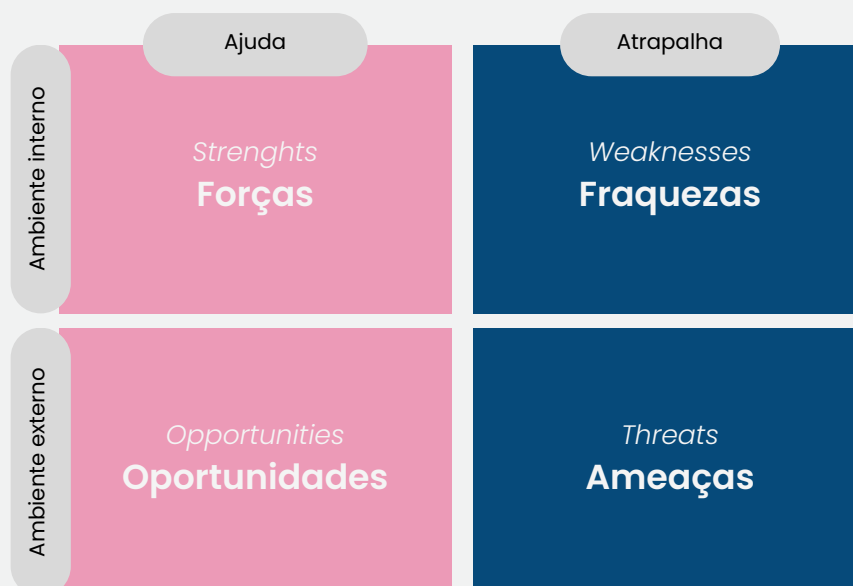 Ajuda
Atrapalha
Ambiente interno
Strenghts
Forças
Weaknesses
Fraquezas
Ambiente externo
Opportunities
Oportunidades
Threats
Ameaças